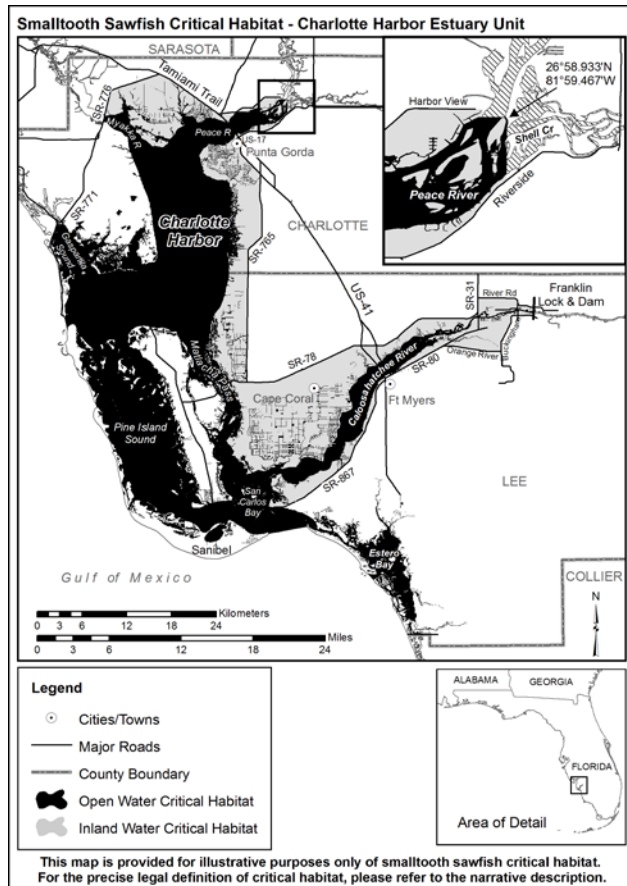 Smalltooth Sawfish Critical Habitat - Charlotte Harbor Estuary Unit
SARASOTA
Tamiami Trail
SR-776
Myakka R
Peace R
US-17
Punta Gorda
26°58.933'N
81°59.467'W
Harbor View
Shell Cr
Peace River
Riverside
SR-771
Gasparilla Sound
Charlotte
Harbor
CHARLOTTE
SR-765
US-41
SR-31
River Rd
Franklin
Lock & Dam
Orange River
Buckingham
SR-78
SR-80
Matlacha Pass
Cape Coral
Caloosahatchee River
Ft Myers
Pine Island
Sound
SR-867
LEE
San
Carlos
Bay
Sanibel
Estero
Bay
Gulf of Mexico
COLLIER
N
Kilometers
0 3 6 12 18 24
Miles
0 3 6 12 18 24
Legend
Cities/Towns
Major Roads
County Boundary
Open Water Critical Habitat
Inland Water Critical Habitat
ALABAMA
GEORGIA
FLORIDA
Area of Detail
This map is provided for illustrative purposes only of smalltooth sawfish critical habitat.
For the precise legal definition of critical habitat, please refer to the narrative description.